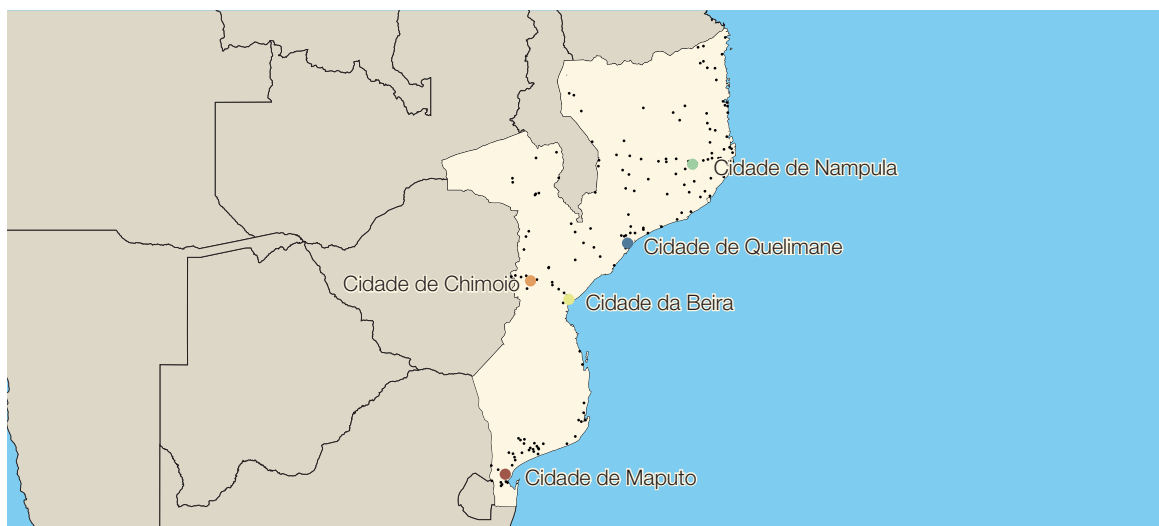 Cidade de Nampula
Cidade de Quelimane
Cidade de Chimoio
Cidade da Beira
Cidade de Maputo